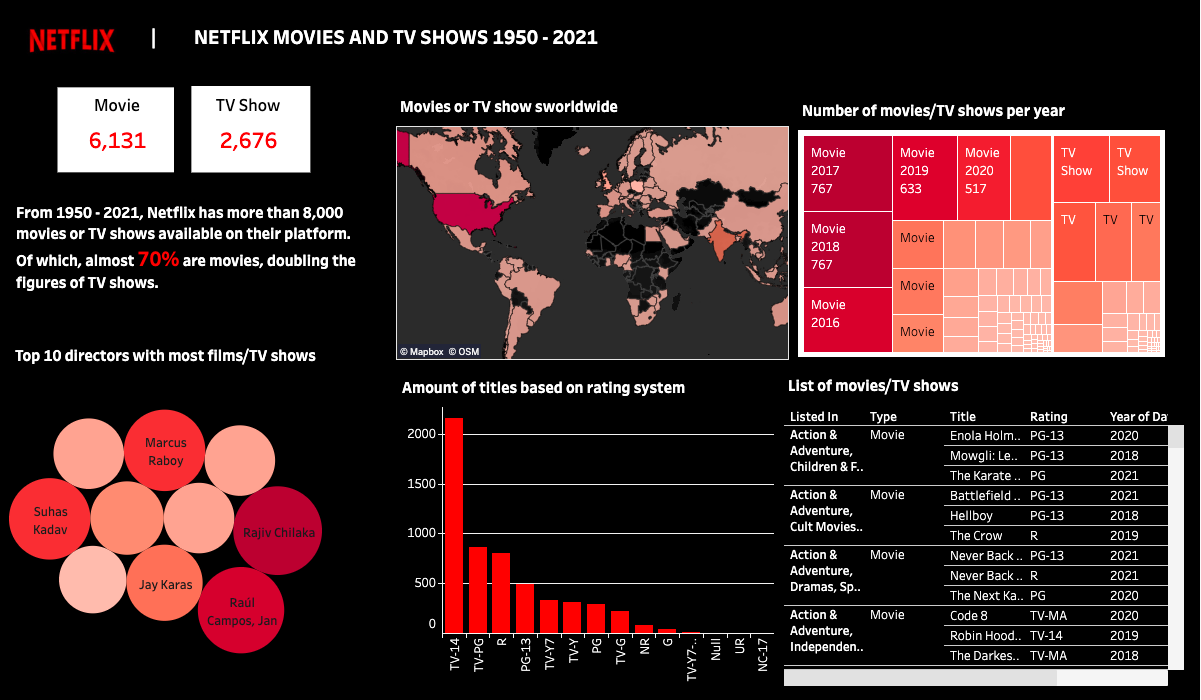 NETFLIX | NETFLIX MOVIES AND TV SHOWS 1950 - 2021
Movie
6,131
TV Show
2,676
From 1950 - 2021, Netflix has more than 8,000
movies or TV shows available on their platform.
Of which, almost 70% are movies, doubling the
figures of TV shows.
Top 10 directors with most films/TV shows
Marcus
Raboy
Suhas
Kadav
Rajiv Chilaka
Jay Karas
Raúl
Campos, Jan
Movies or TV show sworldwide
© Mapbox © OSM
Number of movies/TV shows per year
Movie
2017
767
Movie
2018
767
Movie
2016
Movie
2019
633
Movie
2020
517
Movie
Movie
Movie
TV
Show
TV
Show
TV
TV
TV
Amount of titles based on rating system
2000
1500
1000
500
0
TV-14
TV-PG
R
PG-13
TV-Y7
TV-Y
PG
TV-G
NR
G
TV-Y7-..
Null
UR
NC-17
List of movies/TV shows
Listed In Type Title Rating Year of Da
Action &
Adventure,
Children & F..
Movie
Enola Holm.. PG-13 2020
Mowgli: Le.. PG-13 2018
The Karate .. PG 2021
Action &
Adventure,
Cult Movies..
Movie
Battlefield .. PG-13 2021
Hellboy PG-13 2018
The Crow R 2019
Action &
Adventure,
Dramas, Sp..
Movie
Never Back .. PG-13 2021
Never Back .. R 2021
The Next Ka.. PG 2020
Action &
Adventure,
Independen..
Movie
Code 8 TV-MA 2020
Robin Hood.. TV-14 2019
The Darkes.. TV-MA 2018